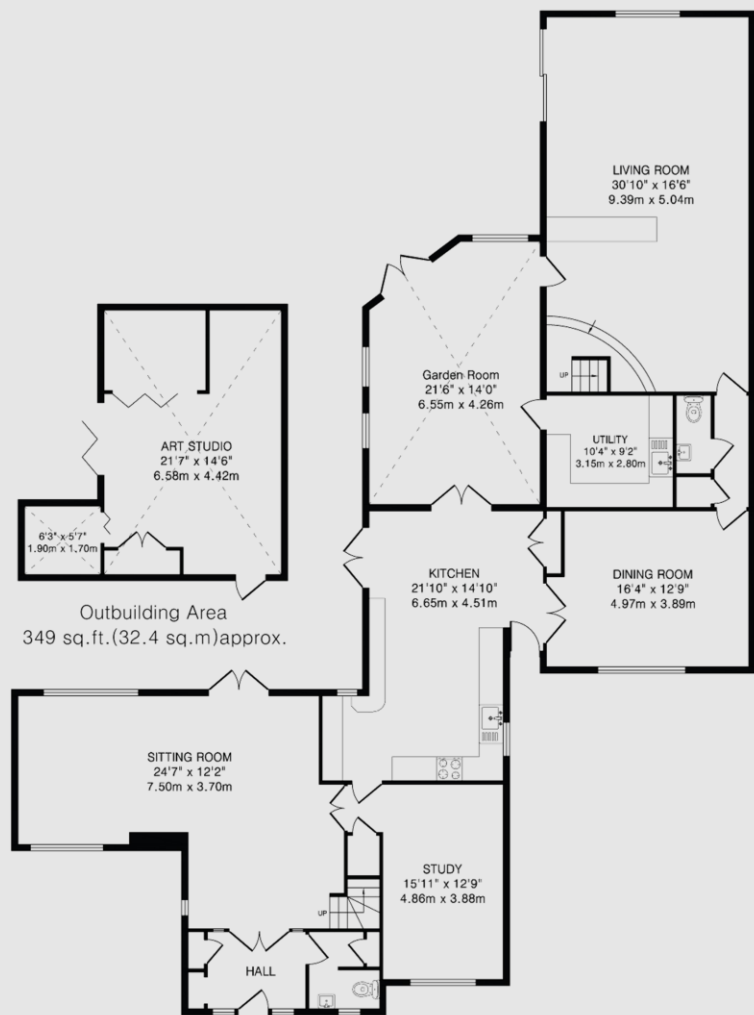 LIVING ROOM
30'10" x 16'6"
9.39m x 5.04m
Garden Room
21'6" x 14'0"
6.55m x 4.26m
UP
ART STUDIO
21'7" x 14'6"
6.58m x 4.42m
UTILITY
10'4" x 9'2"
3.15m x 2.80m
6'3" x 5'7"
1.90m x 1.70m
KITCHEN
21'10" x 14'10"
6.65m x 4.51m
DINING ROOM
16'4" x 12'9"
4.97m x 3.89m
Outbuilding Area
349 sq.ft.(32.4 sq.m)approx.
SITTING ROOM
24'7" x 12'2"
7.50m x 3.70m
STUDY
15'11" x 12'9"
4.86m x 3.88m
UP
HALL